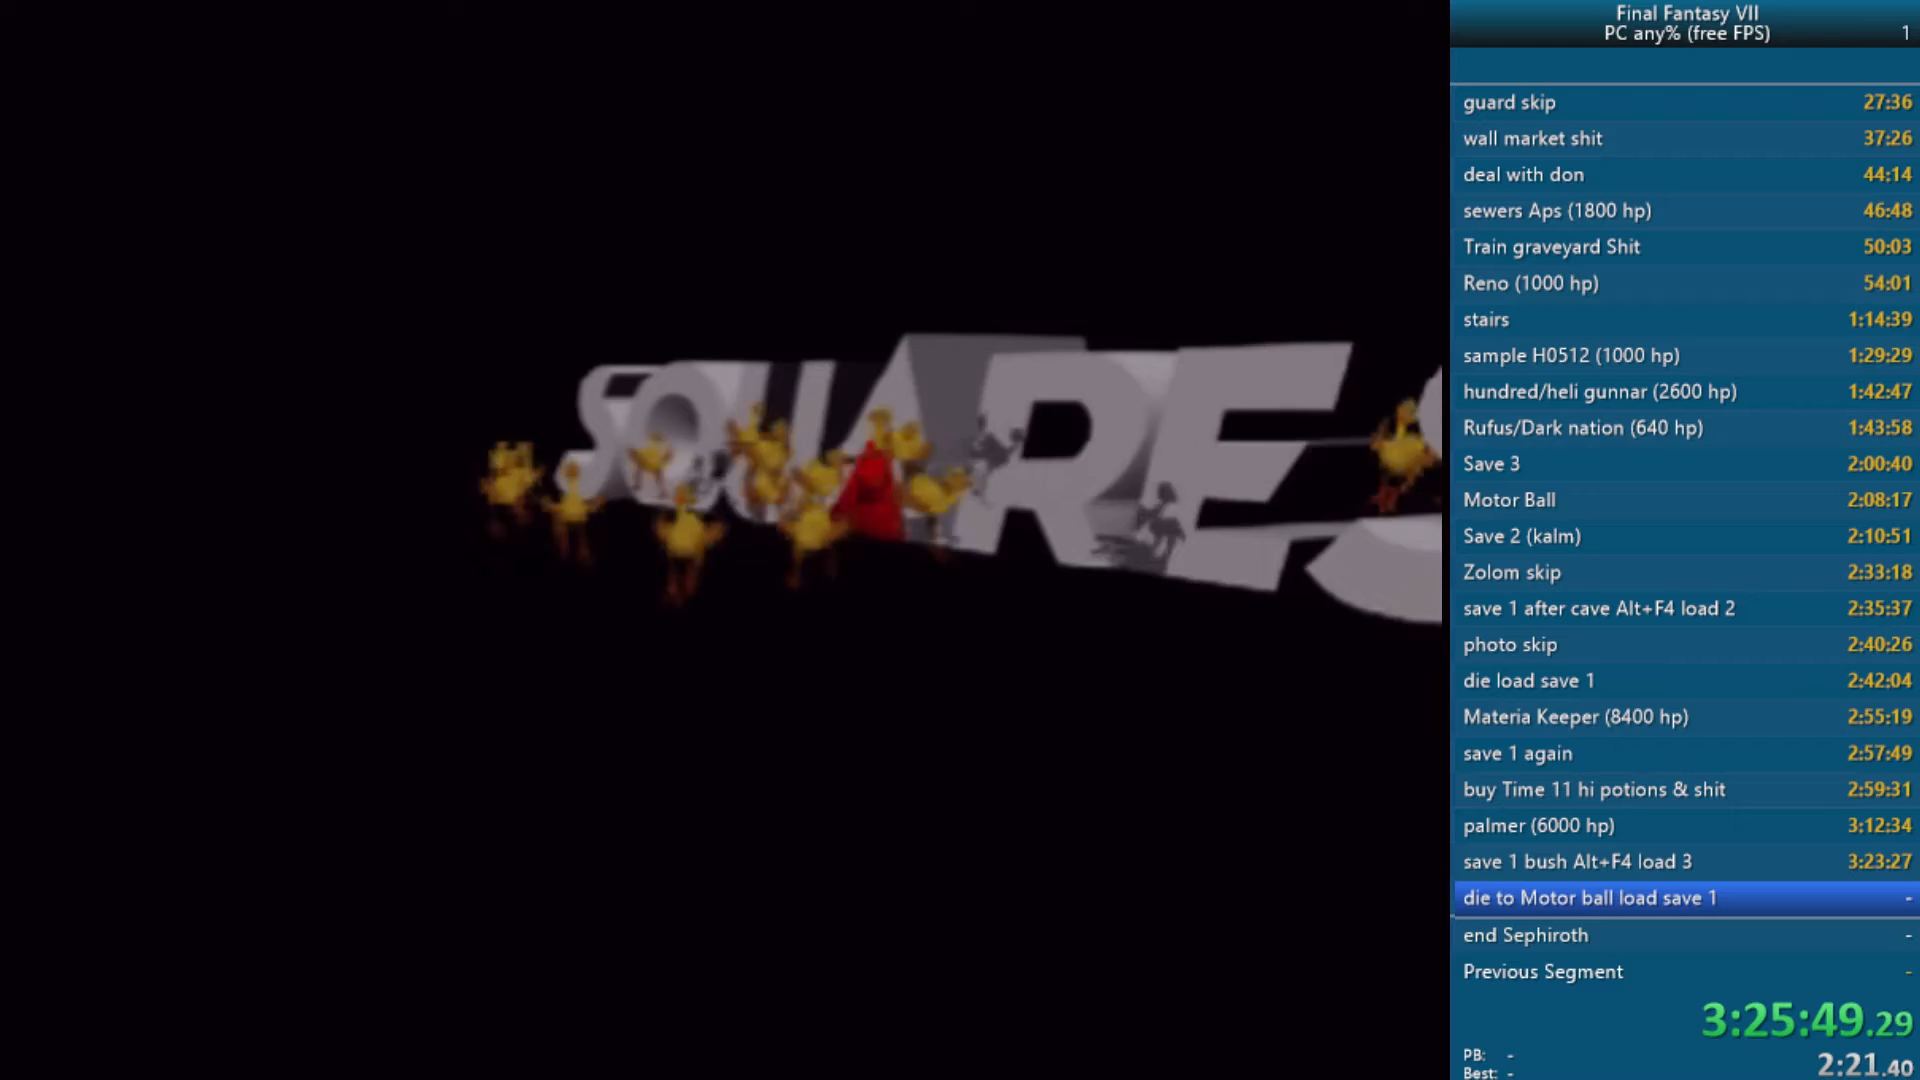 SQUARE S
Final Fantasy VII
PC any% (free FPS) 1
guard skip 27:36
wall market shit 37:26
deal with don 44:14
sewers Aps (1800 hp) 46:48
Train graveyard Shit 50:03
Reno (1000 hp) 54:01
stairs 1:14:39
sample H0512 (1000 hp) 1:29:29
hundred/heli gunnar (2600 hp) 1:42:47
Rufus/Dark nation (640 hp) 1:43:58
Save 3 2:00:40
Motor Ball 2:08:17
Save 2 (kalm) 2:10:51
Zolom skip 2:33:18
save 1 after cave Alt+F4 load 2 2:35:37
photo skip 2:40:26
die load save 1 2:42:04
Materia Keeper (8400 hp) 2:55:19
save 1 again 2:57:49
buy Time 11 hi potions & shit 2:59:31
palmer (6000 hp) 3:12:34
save 1 bush Alt+F4 load 3 3:23:27
die to Motor ball load save 1 -
end Sephiroth -
Previous Segment -
3:25:49.29
PB: -
Best: - 2:21.40